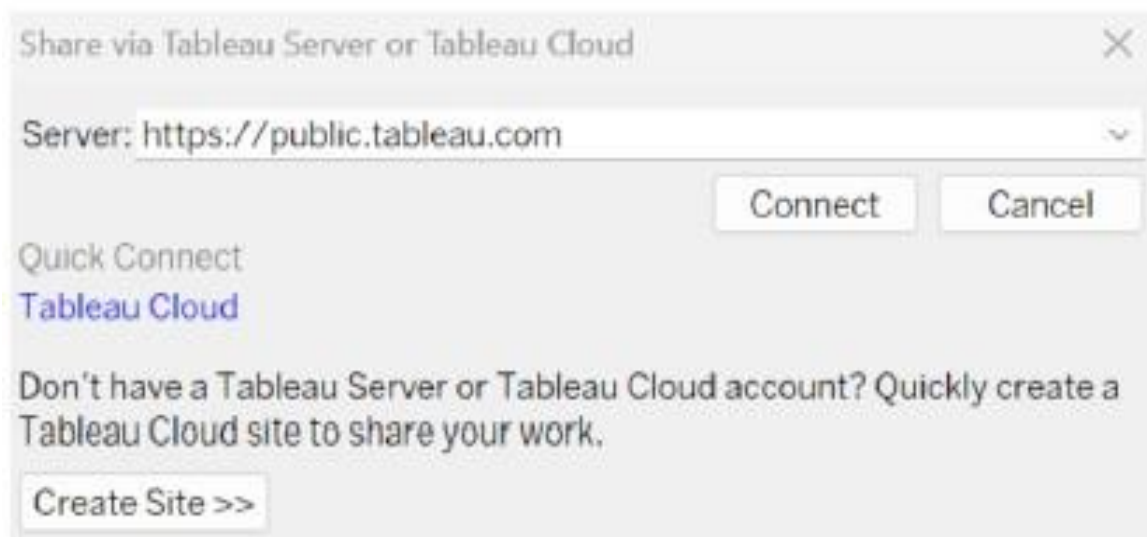 Share via Tableau Server or Tableau Cloud
Server: https://public.tableau.com
Connect Cancel
Quick Connect
Tableau Cloud
Don't have a Tableau Server or Tableau Cloud account? Quickly create a
Tableau Cloud site to share your work.
Create Site >>